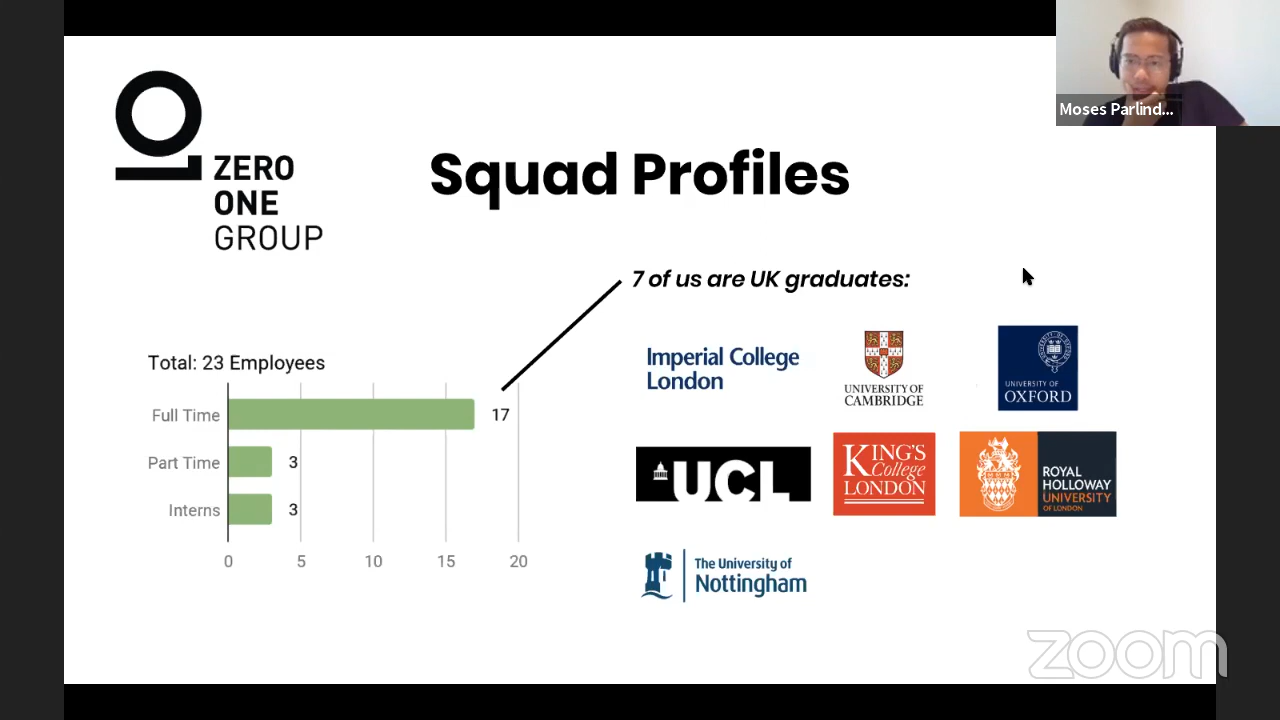 Moses Parlind...
ZERO
ONE
GROUP
Squad Profiles
7 of us are UK graduates:
Total: 23 Employees
Full Time
17
Part Time
3
Interns
3
0 5 10 15 20
Imperial College
London
UNIVERSITY OF
CAMBRIDGE
UNIVERSITY OF
OXFORD
UCL
KING'S
College
LONDON
ROYAL
HOLLOWAY
UNIVERSITY
OF LONDON
The University of
Nottingham
zoom